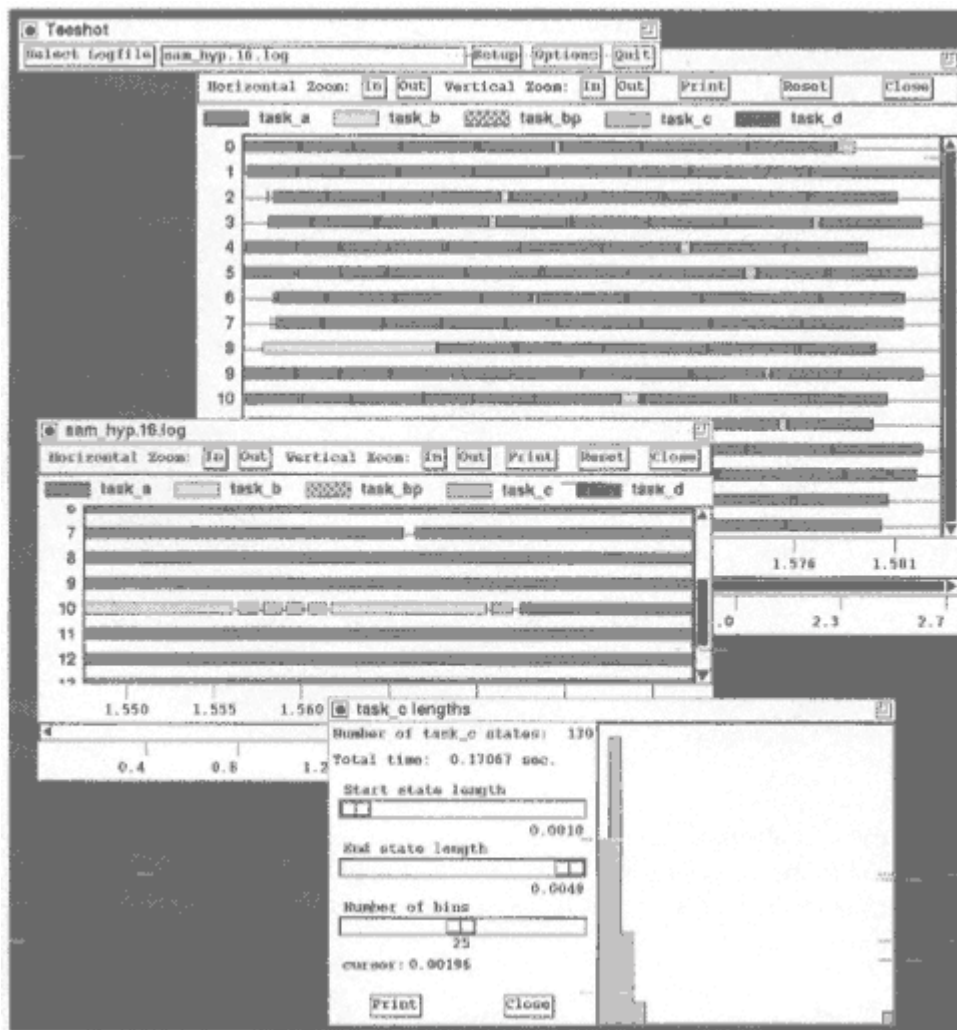 Teeshot
Select Logfile sam_hyp.16.log Setup Options Quit
Horizontal Zoom: In Out Vertical Zoom: In Out Print Reset Close
task_a task_b task_bp task_c task_d
0
1
2
3
4
5
6
7
8
9
10
1.576 1.581
.0 2.3 2.7
sam_hyp.16.log
Horizontal Zoom: In Out Vertical Zoom: In Out Print Reset Close
task_a task_b task_bp task_c task_d
7
8
9
10
11
12
1.550 1.555 1.560
0.4 0.8 1.2
task_c lengths
Number of task_c states: 130
Total time: 0.17067 sec.
Start state length
0.0010
End state length
0.0040
Number of bins
25
cursor: 0.00196
Print Close